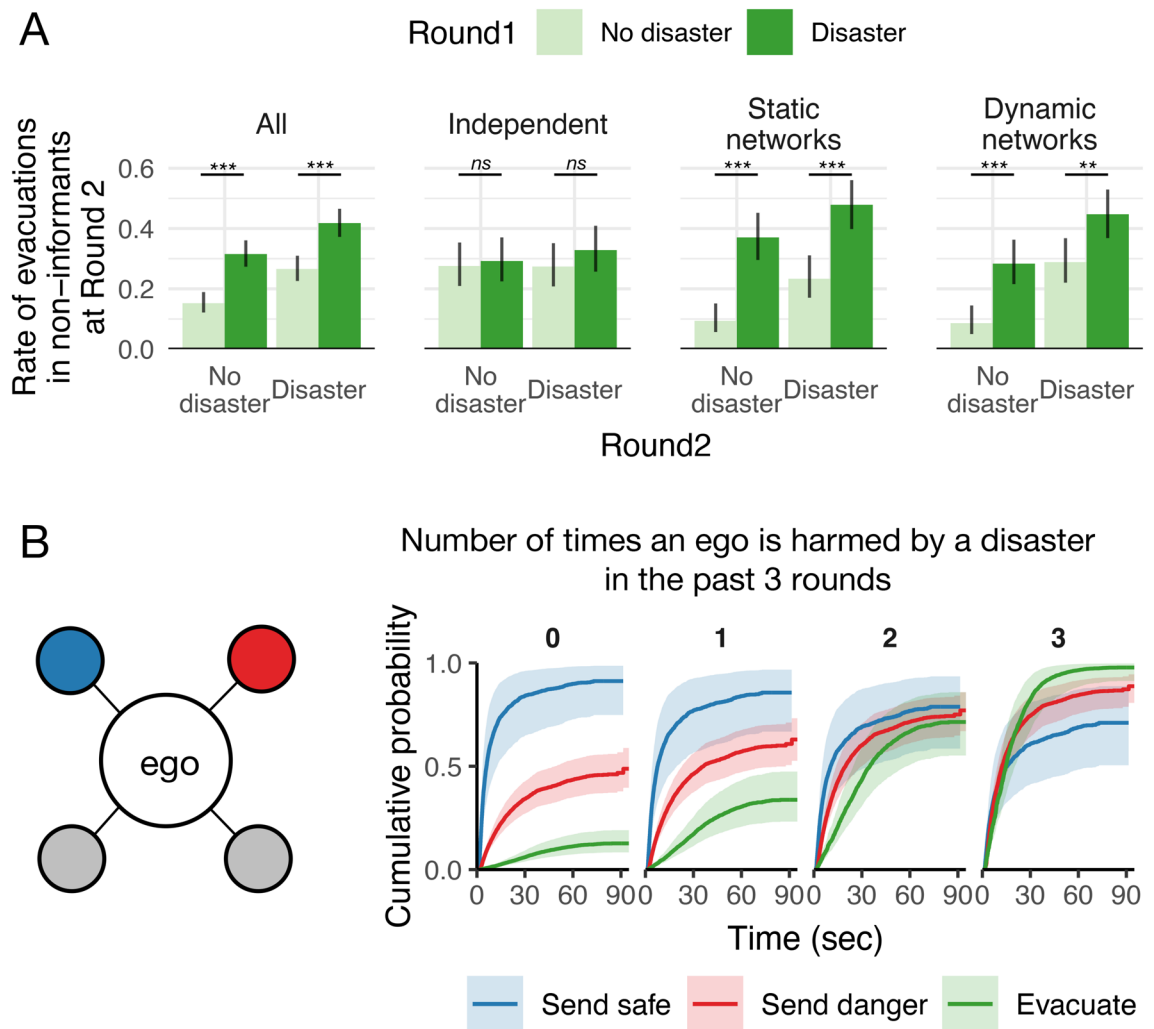 A
Round1 No disaster Disaster
Rate of evacuations
in non−informants
at Round 2
All
Independent
Static
networks
Dynamic
networks
0.6
0.4
0.2
0.0
*** ***
ns ns
*** ***
*** **
No
disaster Disaster
No
disaster Disaster
No
disaster Disaster
No
disaster Disaster
Round2
B
ego
Number of times an ego is harmed by a disaster
in the past 3 rounds
0 1 2 3
Cumulative probability
1.0
0.5
0.0
0 30 60 90 0 30 60 90 0 30 60 90 0 30 60 90
Time (sec)
Send safe Send danger Evacuate